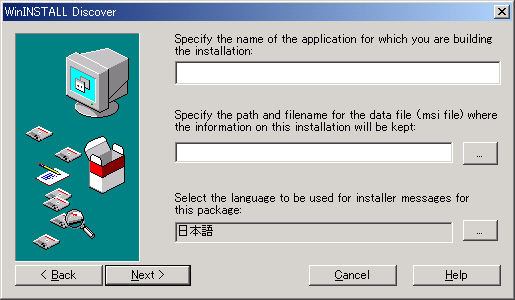 WinINSTALL Discover
Specify the name of the application for which you are building
the installation:
Specify the path and filename for the data file (.msi file) where
the information on this installation will be kept:
...
Select the language to be used for installer messages for
this package:
日本語
...
< Back
Next >
Cancel
Help